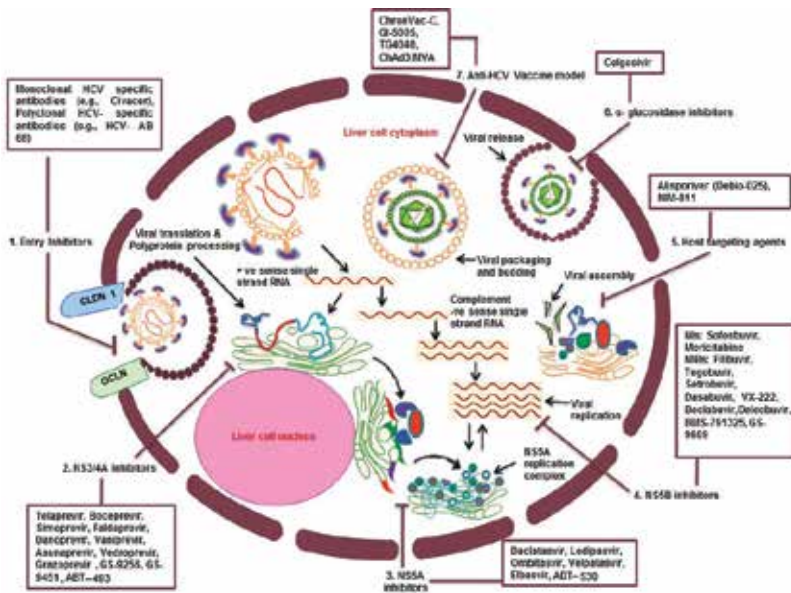 ChronVac-C,
GI-5005,
TG4040,
ChAd3/MVA
7. Anti-HCV Vaccine model
Celgosivir
6. α- glucosidase inhibitors
Monoclonal HCV specific
antibodies (e.g., Civacer),
Polyclonal HCV- specific
antibodies (e.g., HCV- AB
68)
Liver cell cytoplasm
Viral release
Alisporivir (Debio-025),
NIM-811
5. Host targeting agents
1. Entry Inhibitors
Viral translation &
Polyprotein processing
+ve sense single
strand RNA
Viral packaging
and budding
Viral assembly
CLDN 1
OCLN
Complement
-ve sense single
strand RNA
NIs: Sofosbuvir,
Mericitabine
NNIs: Filibuvir,
Tegobuvir,
Setrobuvir,
Dasabuvir, VX-222,
Beclabuvir, Deleobuvir,
BMS-791325, GS-
9669
Viral
replication
Liver cell nucleus
NS5A
replication
complex
2. NS3/4A inhibitors
4. NS5B inhibitors
Telaprevir, Boceprevir,
Simeprevir, Faldaprevir,
Danoprevir, Vaniprevir,
Asunaprevir, Vedroprevir,
Grazoprevir , GS-9256, GS-
9451, ABT-493
3. NS5A
inhibitors
Daclatasvir, Ledipasvir,
Ombitasvir, Velpatasvir,
Elbasvir, ABT-530